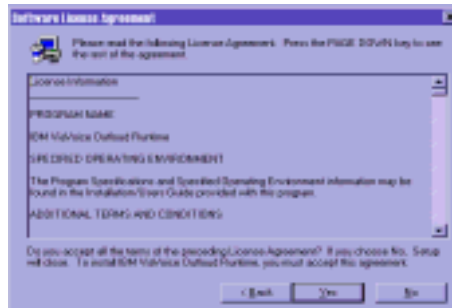 Software License Agreement
Please read the following License Agreement. Press the PAGE DOWN key to see
the rest of the agreement.
License Information
PROGRAM NAME
IBM ViaVoice Outloud Runtime
SPECIFIED OPERATING ENVIRONMENT
The Program Specifications and Specified Operating Environment information may be
found in the Installation/Users Guide provided with this program.
ADDITIONAL TERMS AND CONDITIONS
Do you accept all the terms of the preceding License Agreement? If you choose No, Setup
will close. To install IBM ViaVoice Outloud Runtime, you must accept this agreement.
< Back
Yes
No